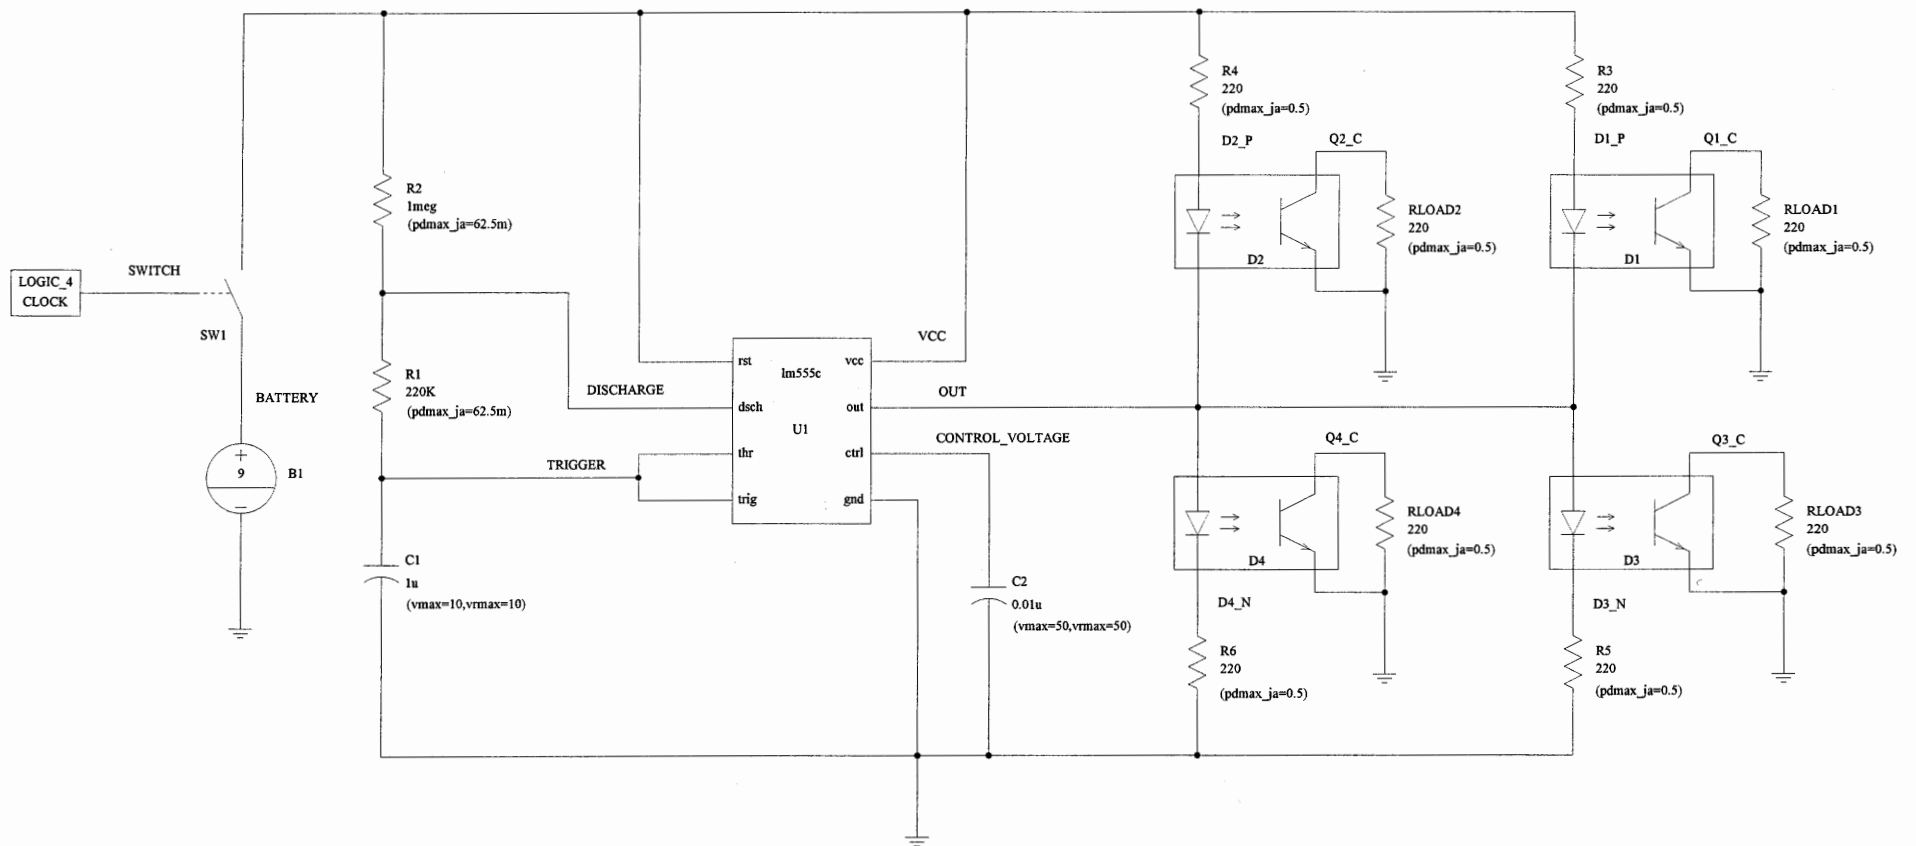 LOGIC_4
CLOCK
SWITCH
SW1
BATTERY
+
9
B1
R2
1meg
(pdmax_ja=62.5m)
R1
220K
(pdmax_ja=62.5m)
C1
1u
(vmax=10,vrmax=10)
DISCHARGE
TRIGGER
rst
vcc
lm555c
dsch
out
U1
thr
ctrl
trig
gnd
VCC
OUT
CONTROL_VOLTAGE
C2
0.01u
(vmax=50,vrmax=50)
R4
220
(pdmax_ja=0.5)
D2_P
Q2_C
D2
RLOAD2
220
(pdmax_ja=0.5)
R3
220
(pdmax_ja=0.5)
D1_P
Q1_C
D1
RLOAD1
220
(pdmax_ja=0.5)
Q4_C
D4
RLOAD4
220
(pdmax_ja=0.5)
D4_N
R6
220
(pdmax_ja=0.5)
Q3_C
D3
RLOAD3
220
(pdmax_ja=0.5)
D3_N
R5
220
(pdmax_ja=0.5)